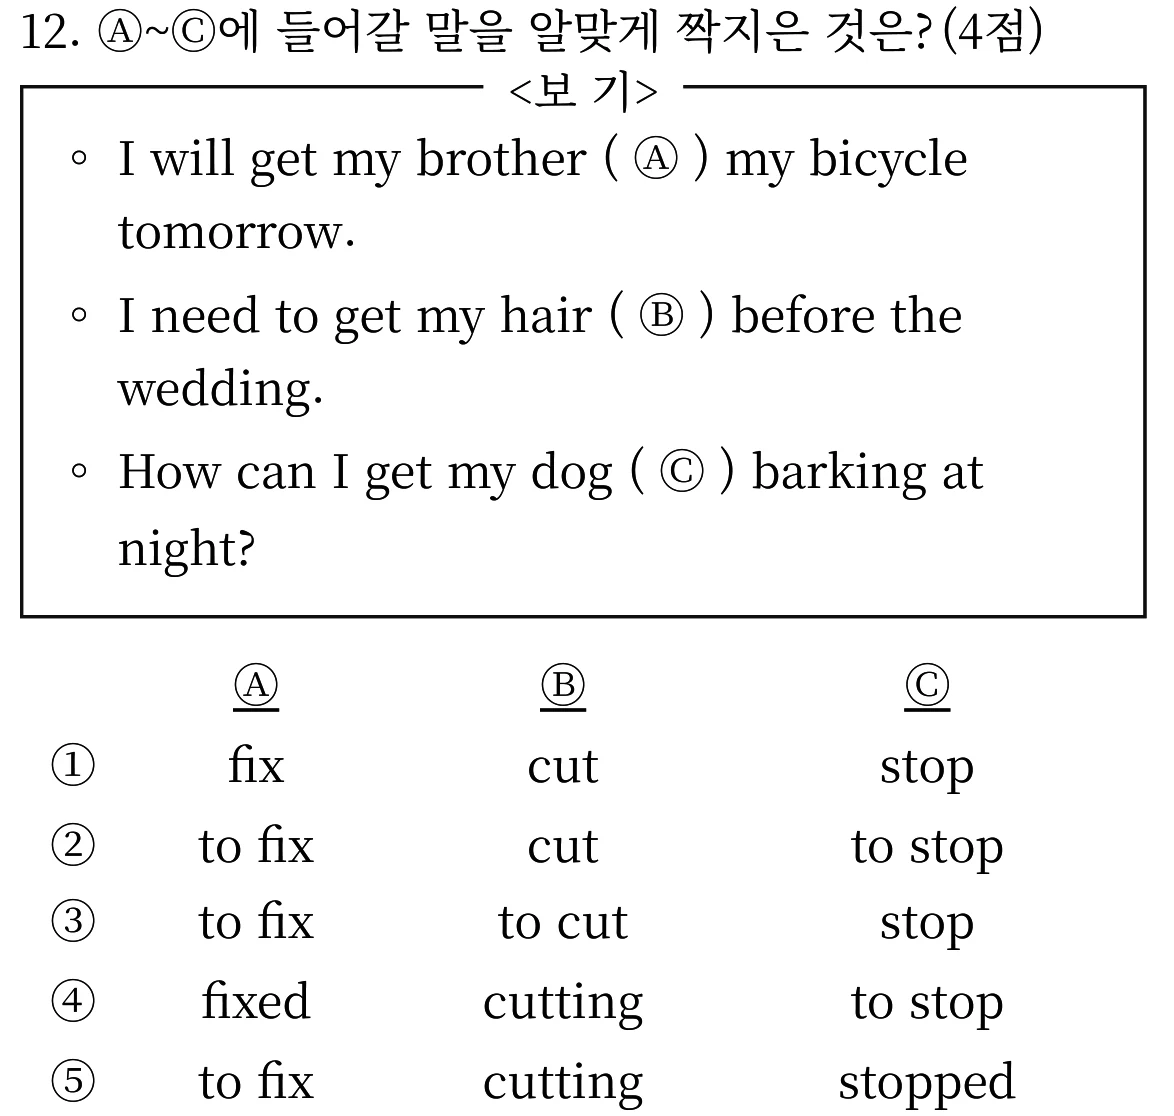 12. Ⓐ~Ⓒ에 들어갈 말을 알맞게 짝지은 것은?(4점)
<보 기>
◦ I will get my brother ( Ⓐ ) my bicycle
tomorrow.
◦ I need to get my hair ( Ⓑ ) before the
wedding.
◦ How can I get my dog ( Ⓒ ) barking at
night?
Ⓐ Ⓑ Ⓒ
① fix cut stop
② to fix cut to stop
③ to fix to cut stop
④ fixed cutting to stop
⑤ to fix cutting stopped